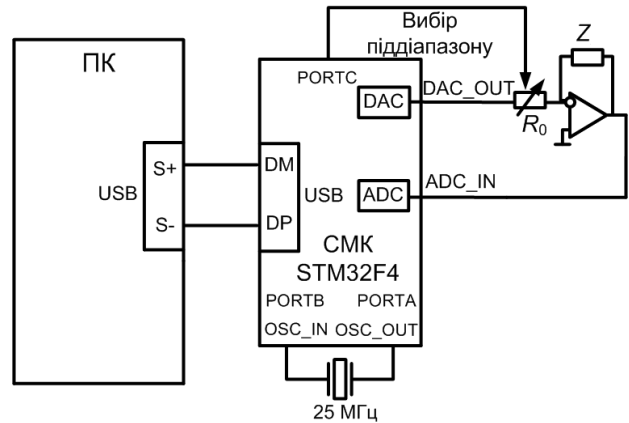 ПК
Вибір
піддіапазону
Z
PORTC
DAC
DAC_OUT
R0
S+
DM
USB
USB
ADC
ADC_IN
S-
DP
СМК
STM32F4
PORTB
PORTA
OSC_IN
OSC_OUT
25 МГц